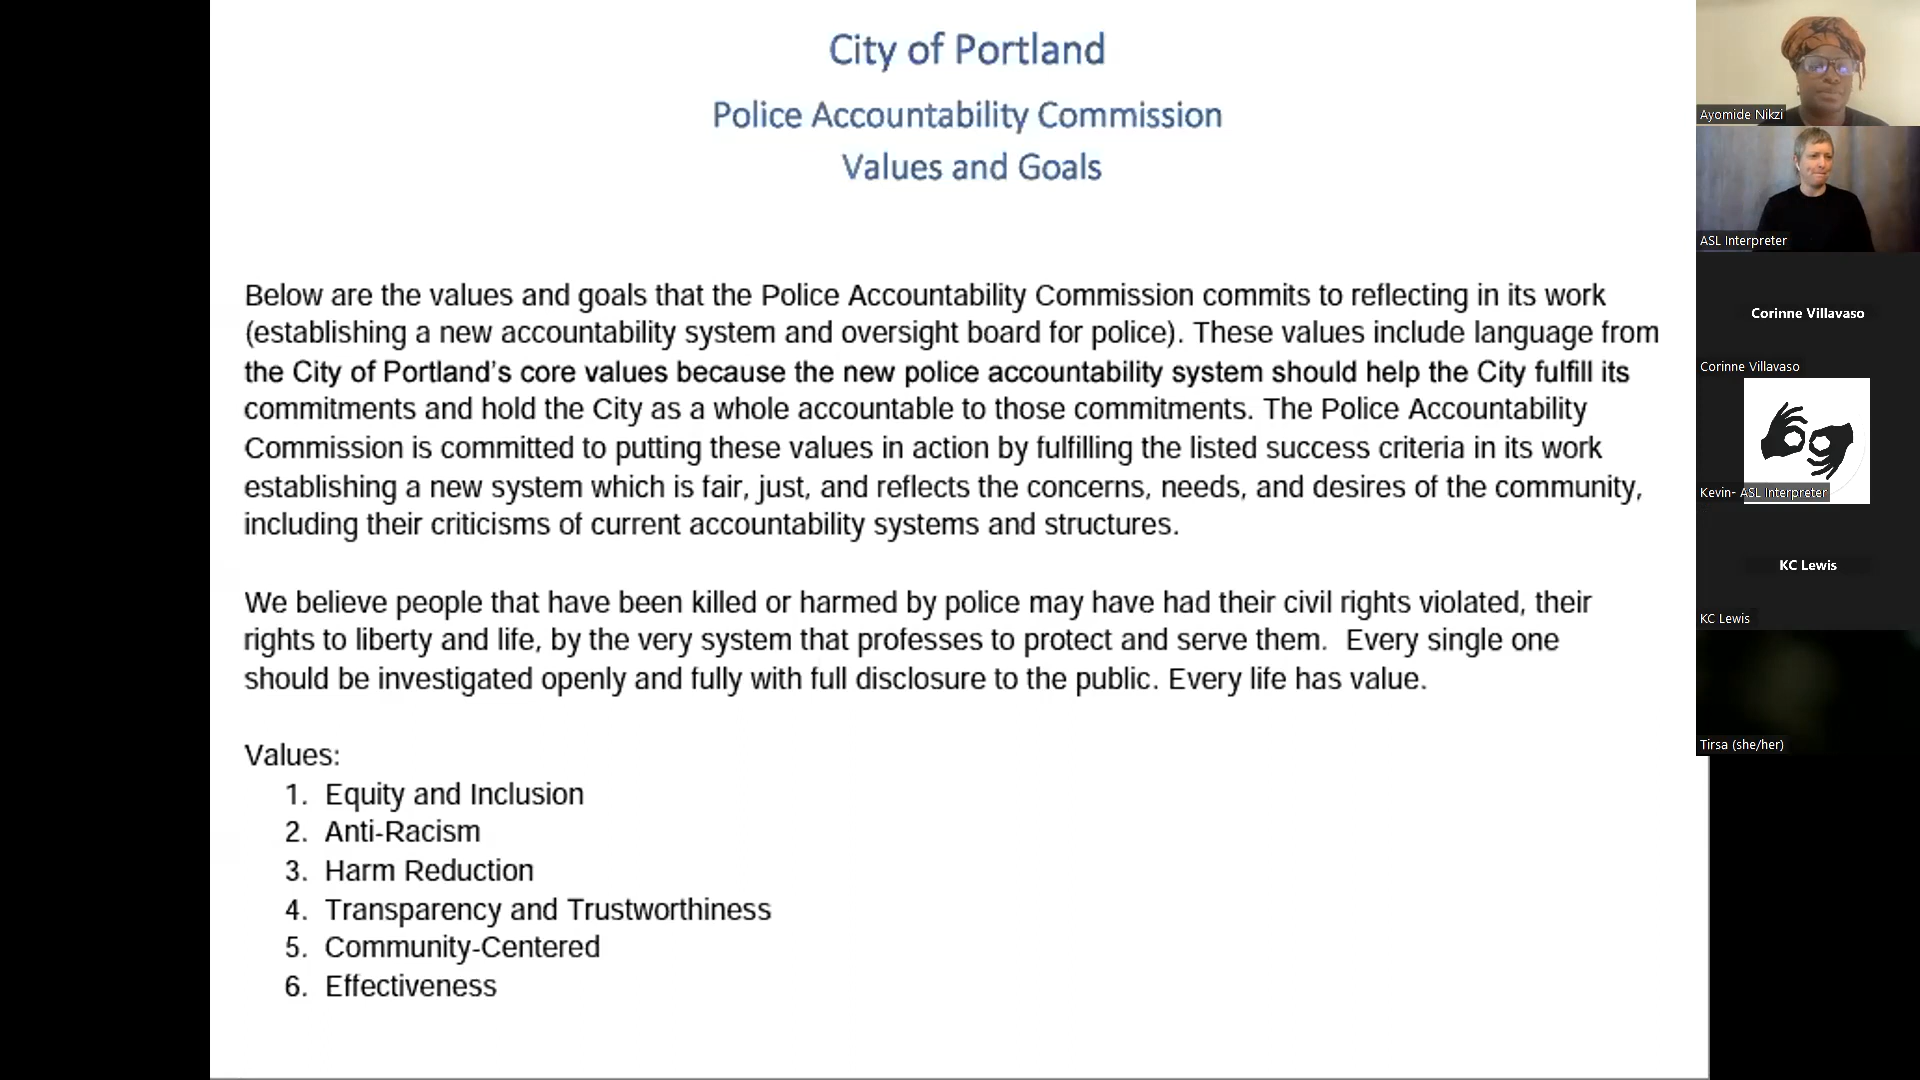 City of Portland
Police Accountability Commission
Values and Goals
Below are the values and goals that the Police Accountability Commission commits to reflecting in its work
(establishing a new accountability system and oversight board for police). These values include language from
the City of Portland's core values because the new police accountability system should help the City fulfill its
commitments and hold the City as a whole accountable to those commitments. The Police Accountability
Commission is committed to putting these values in action by fulfilling the listed success criteria in its work
establishing a new system which is fair, just, and reflects the concerns, needs, and desires of the community,
including their criticisms of current accountability systems and structures.
We believe people that have been killed or harmed by police may have had their civil rights violated, their
rights to liberty and life, by the very system that professes to protect and serve them.  Every single one
should be investigated openly and fully with full disclosure to the public. Every life has value.
Values:
1. Equity and Inclusion
2. Anti-Racism
3. Harm Reduction
4. Transparency and Trustworthiness
5. Community-Centered
6. Effectiveness
Ayomide Nikzi
ASL Interpreter
Corinne Villavaso
Corinne Villavaso
Kevin- ASL Interpreter
KC Lewis
KC Lewis
Tirsa (she/her)